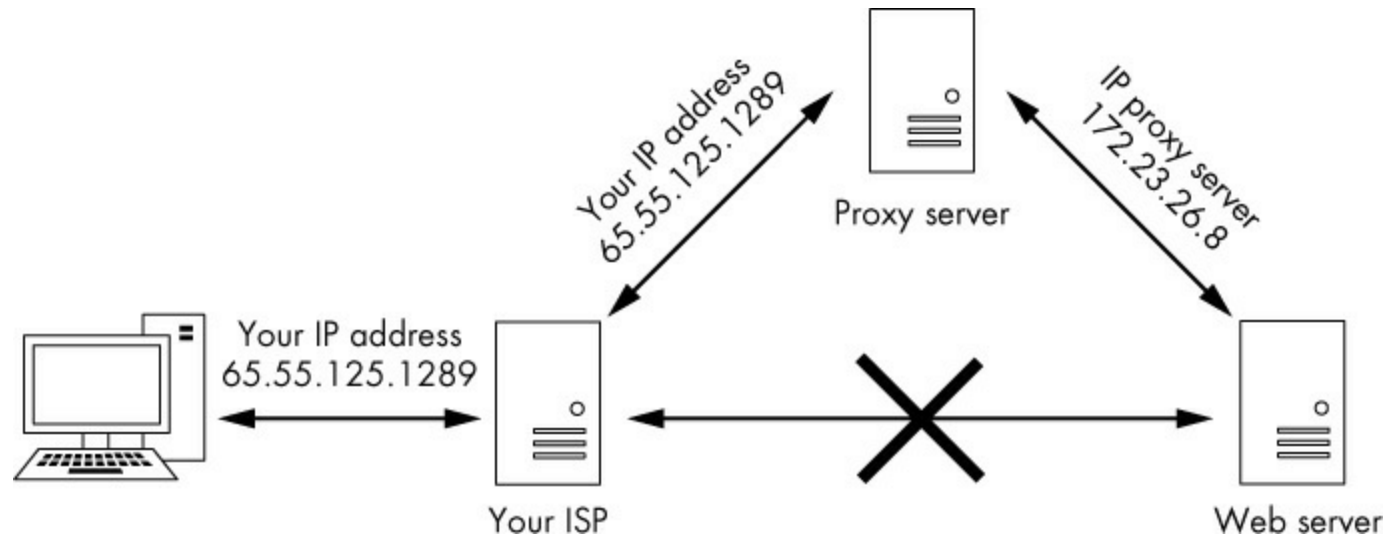 Your IP address
65.55.125.1289
IP proxy server
172.23.26.8
Proxy server
Your IP address
65.55.125.1289
Your ISP
Web server